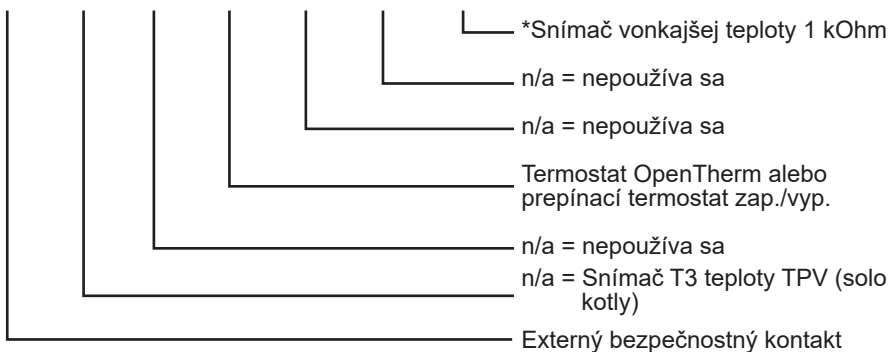 *Snímač vonkajšej teploty 1 kOhm
n/a = nepoužíva sa
n/a = nepoužíva sa
Termostat OpenTherm alebo
prepínací termostat zap./vyp.
n/a = nepoužíva sa
n/a = Snímač T3 teploty TPV (solo
kotly)
Externý bezpečnostný kontakt